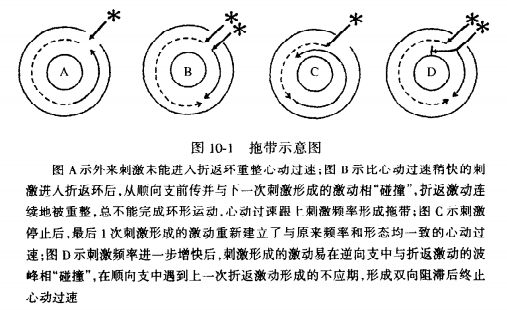 A
B
C
D
图 10-1 拖带示意图
图 A 示外来刺激未能进入折返环重整心动过速;图 B 示比心动过速稍快的刺
激进入折返环后,从顺向支前传并与下一次刺激形成的激动相“碰撞”,折返激动连
续地被重整,总不能完成环形运动,心动过速跟上刺激频率形成拖带;图 C 示刺激
停止后,最后 1 次刺激形成的激动重新建立了与原来频率和形态均一致的心动过
速;图 D 示刺激频率进一步增快后,刺激形成的激动易在逆向支中与折返激动的波
峰相“碰撞”,在顺向支中遇到上一次折返激动形成的不应期,形成双向阻滞后终止
心动过速